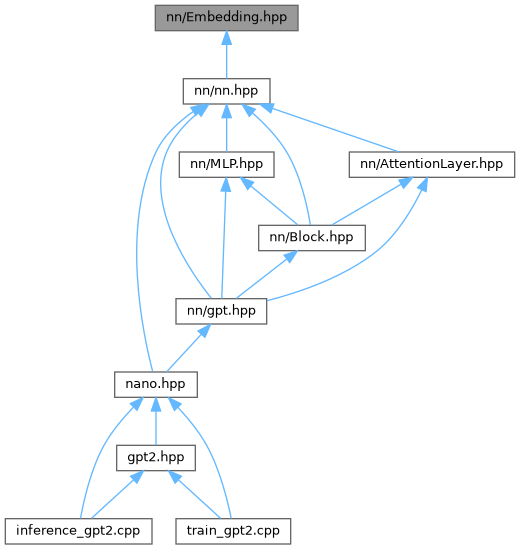 nn/Embedding.hpp
nn/nn.hpp
nn/MLP.hpp
nn/AttentionLayer.hpp
nn/Block.hpp
nn/gpt.hpp
nano.hpp
gpt2.hpp
inference_gpt2.cpp
train_gpt2.cpp